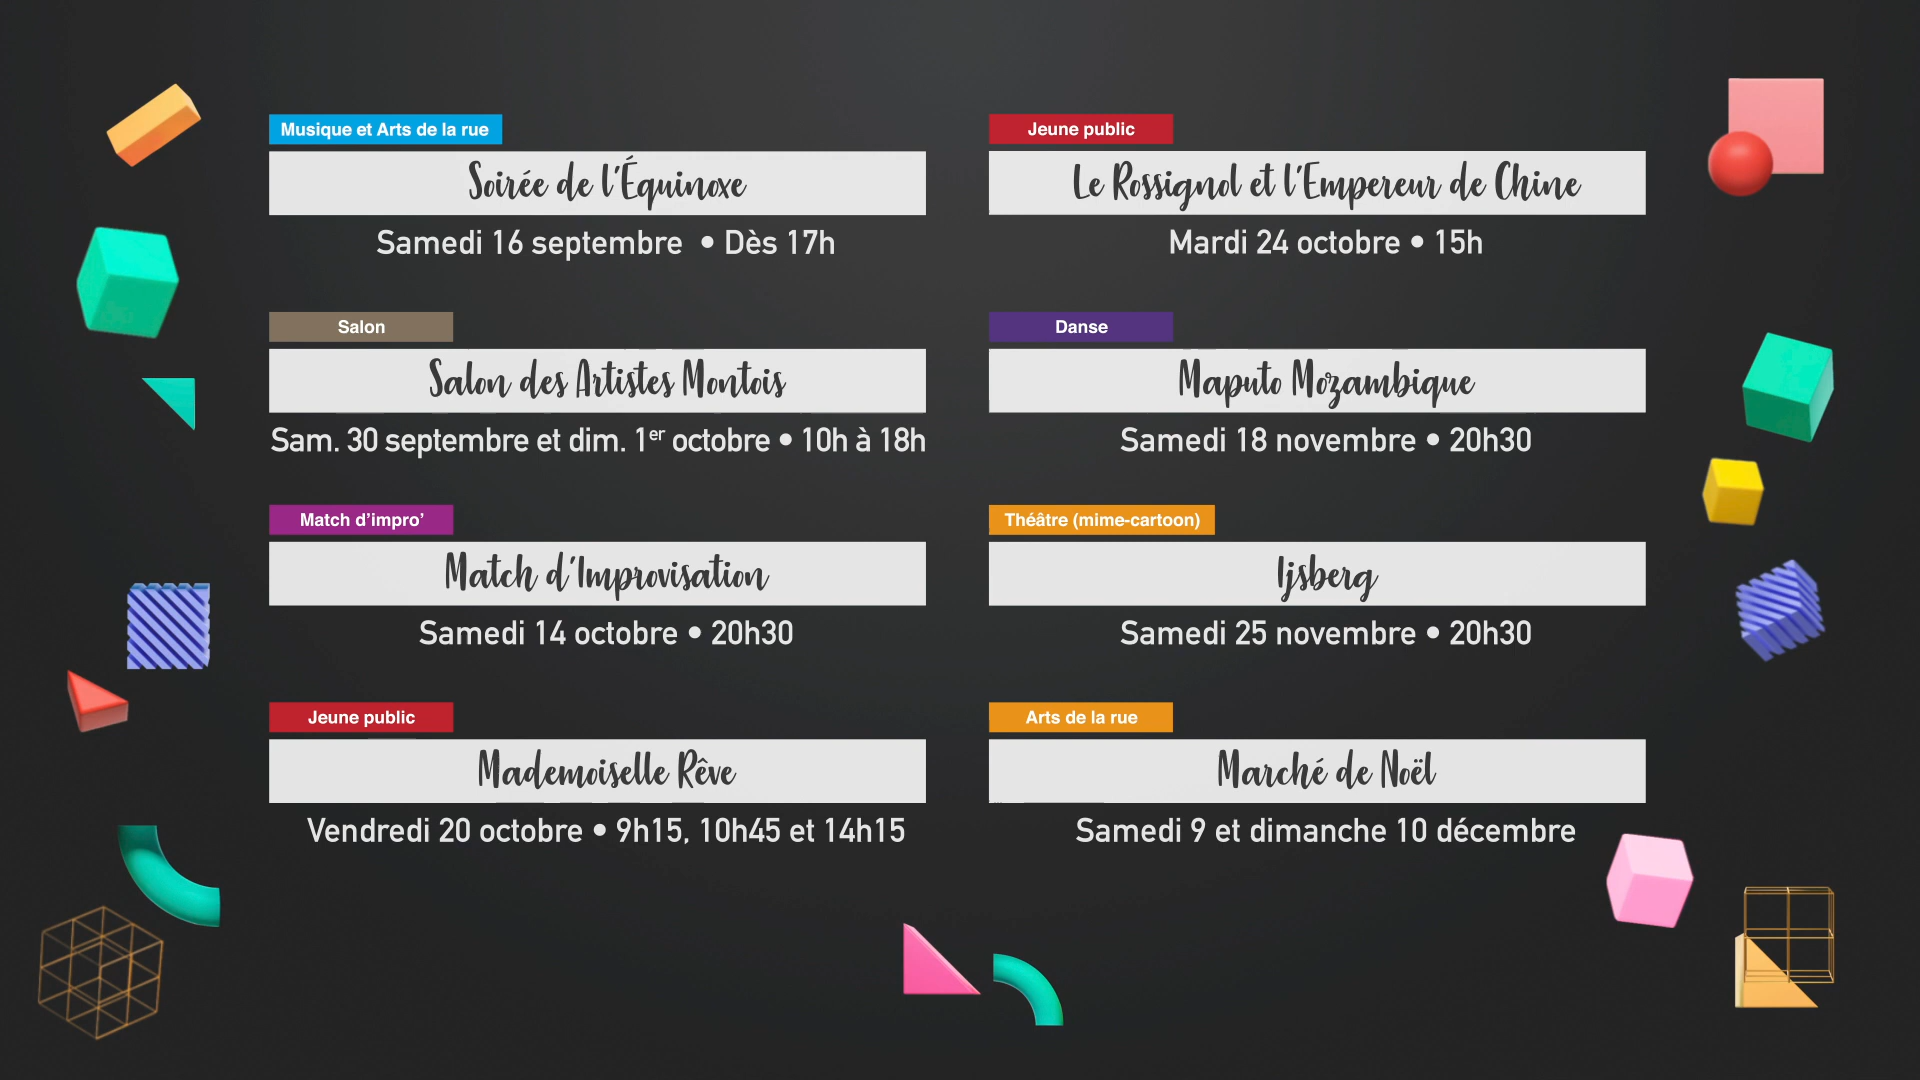 Musique et Arts de la rue
Soirée de l'Équinoxe
Samedi 16 septembre • Dès 17h
Salon
Salon des Artistes Montois
Sam. 30 septembre et dim. 1er octobre • 10h à 18h
Match d’impro’
Match d'Improvisation
Samedi 14 octobre • 20h30
Jeune public
Mademoiselle Rêve
Vendredi 20 octobre • 9h15, 10h45 et 14h15
Jeune public
Le Rossignol et l'Empereur de Chine
Mardi 24 octobre • 15h
Danse
Maputo Mozambique
Samedi 18 novembre • 20h30
Théâtre (mime-cartoon)
Ijsberg
Samedi 25 novembre • 20h30
Arts de la rue
Marché de Noël
Samedi 9 et dimanche 10 décembre